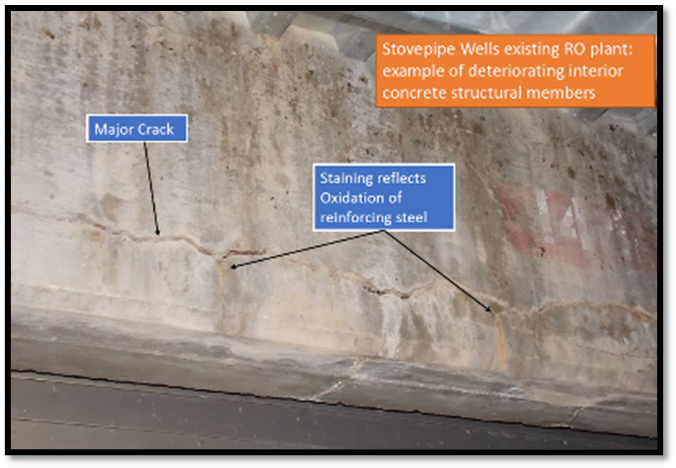 Stovepipe Wells existing RO plant:
example of deteriorating interior
concrete structural members
Major Crack
Staining reflects
Oxidation of
reinforcing steel